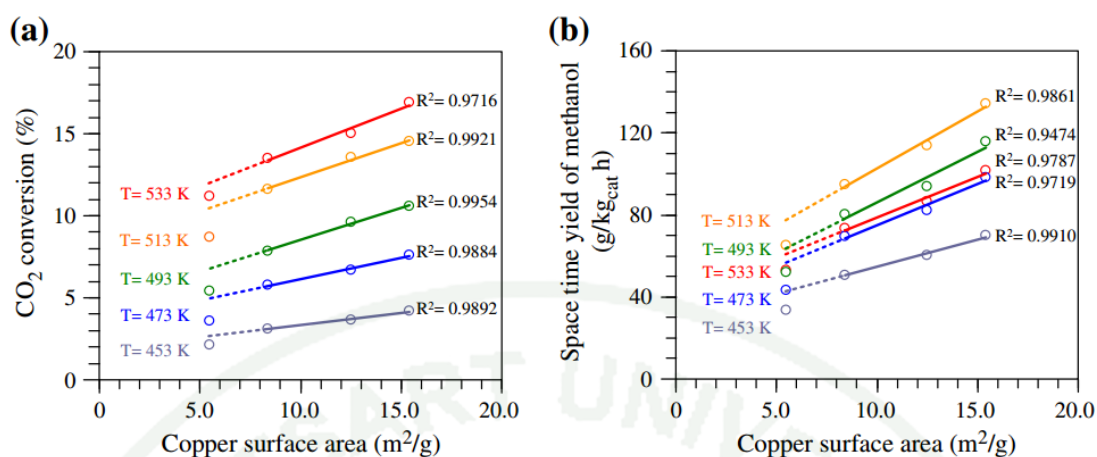 (a)
CO₂ conversion (%)
20
15
10
5
0
R²= 0.9716
R²= 0.9921
R²= 0.9954
R²= 0.9884
R²= 0.9892
T= 533 K
T= 513 K
T= 493 K
T= 473 K
T= 453 K
0 5.0 10.0 15.0 20.0
Copper surface area (m²/g)
(b)
Space time yield of methanol
(g/kg_cat h)
160
120
80
40
0
R²= 0.9861
R²= 0.9474
R²= 0.9787
R²= 0.9719
R²= 0.9910
T= 513 K
T= 493 K
T= 533 K
T= 473 K
T= 453 K
0 5.0 10.0 15.0 20.0
Copper surface area (m²/g)